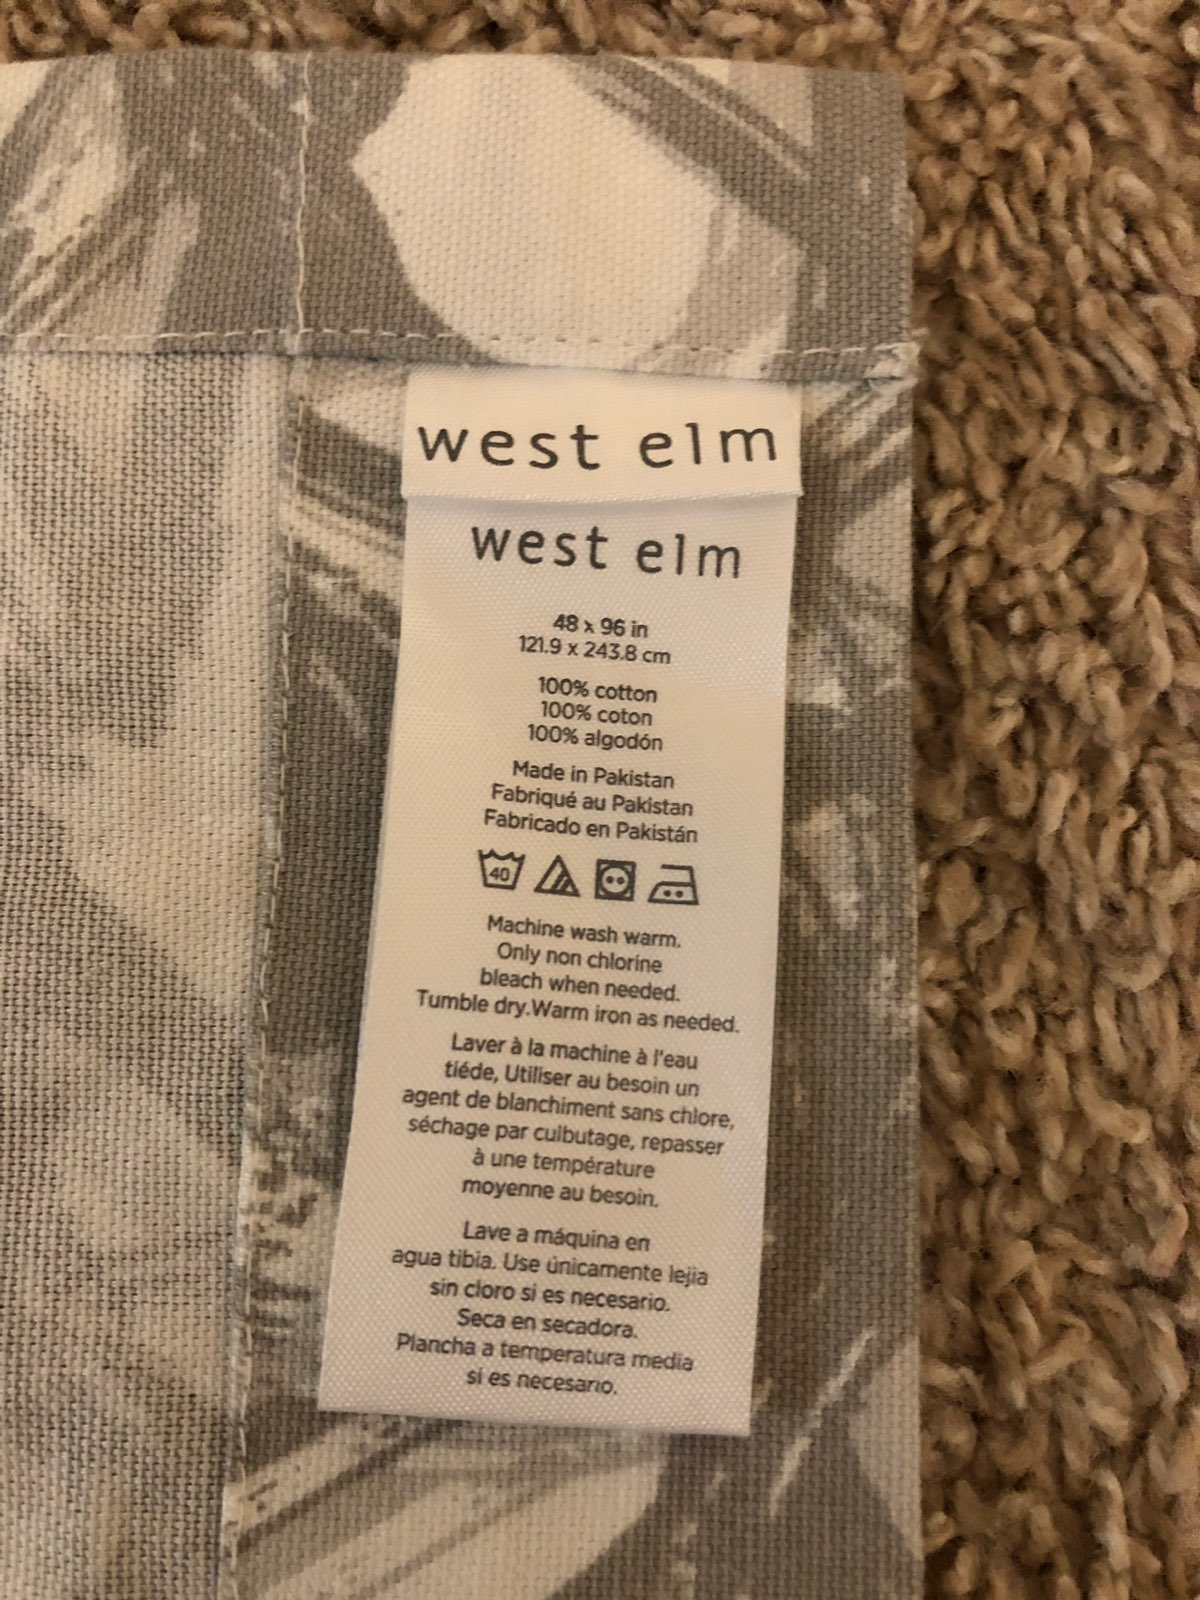 west elm
west elm
48 x 96 in
121.9 x 243.8 cm
100% cotton
100% coton
100% algodón
Made in Pakistan
Fabriqué au Pakistan
Fabricado en Pakistán
40
Machine wash warm.
Only non chlorine
bleach when needed.
Tumble dry.Warm iron as needed.
Laver à la machine à l'eau
tiéde, Utiliser au besoin un
agent de blanchiment sans chlore,
séchage par culbutage, repasser
à une température
moyenne au besoin.
Lave a máquina en
agua tibia. Use únicamente lejia
sin cloro si es necesario.
Seca en secadora.
Plancha a temperatura media
si es necesario.